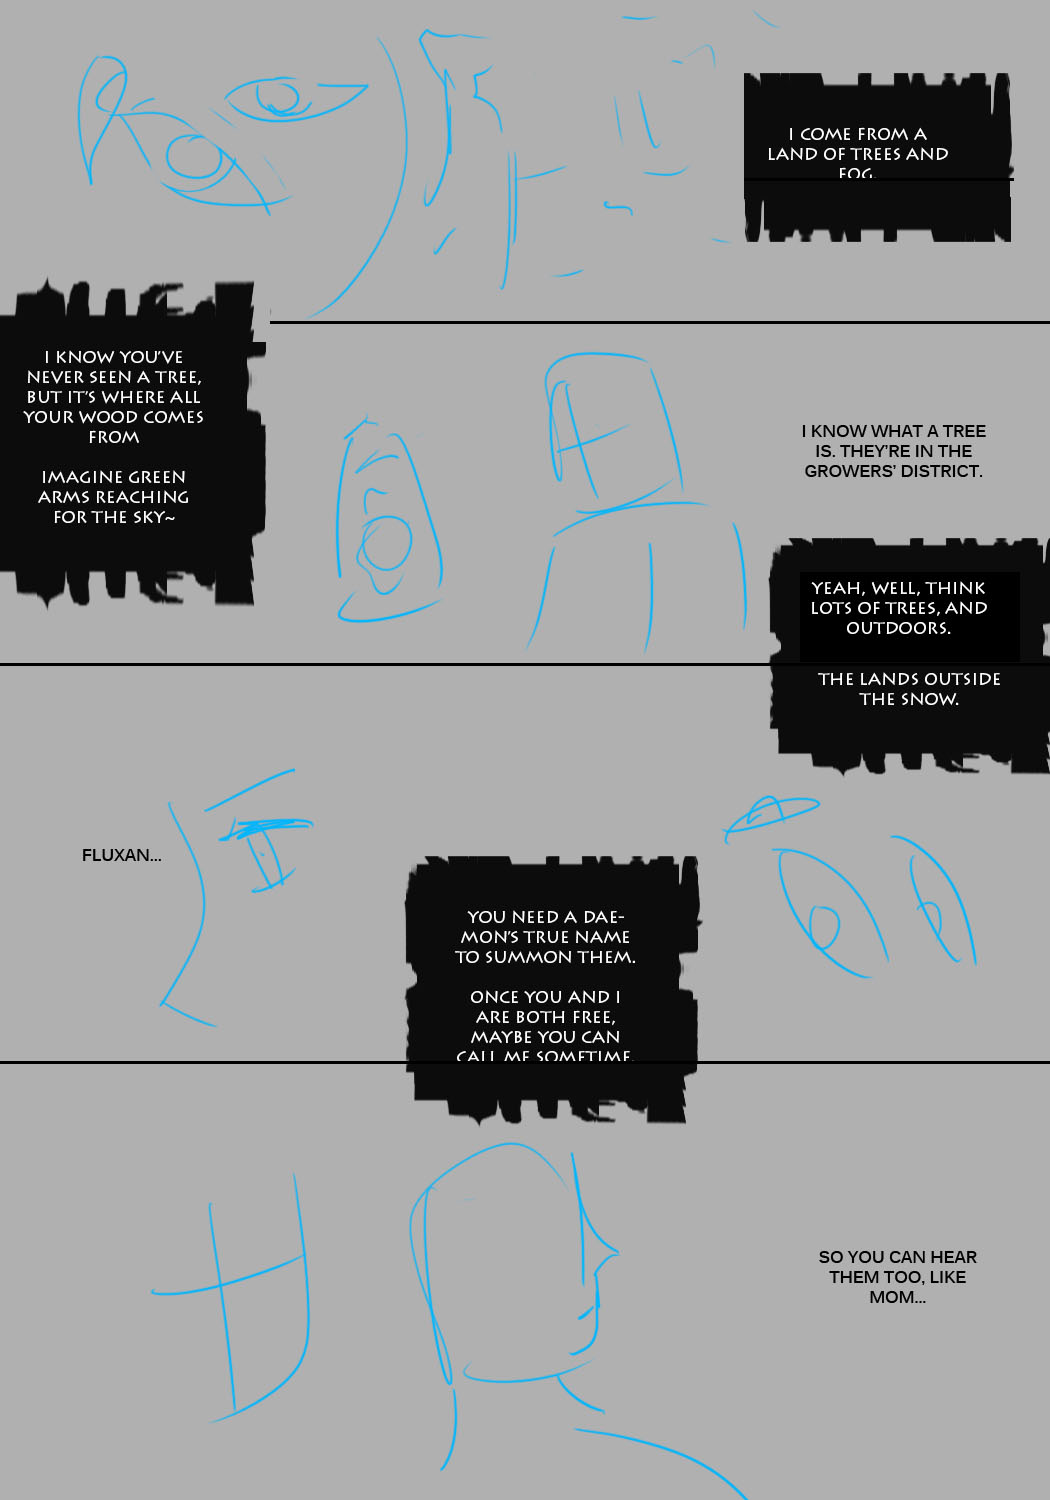 I COME FROM A
LAND OF TREES AND
FOG.
I KNOW YOU'VE
NEVER SEEN A TREE,
BUT IT'S WHERE ALL
YOUR WOOD COMES
FROM
IMAGINE GREEN
ARMS REACHING
FOR THE SKY~
I KNOW WHAT A TREE
IS. THEY'RE IN THE
GROWERS' DISTRICT.
YEAH, WELL, THINK
LOTS OF TREES, AND
OUTDOORS.
THE LANDS OUTSIDE
THE SNOW.
FLUXAN...
YOU NEED A DAE-
MON'S TRUE NAME
TO SUMMON THEM.
ONCE YOU AND I
ARE BOTH FREE,
MAYBE YOU CAN
CALL ME SOMETIME.
SO YOU CAN HEAR
THEM TOO, LIKE
MOM...